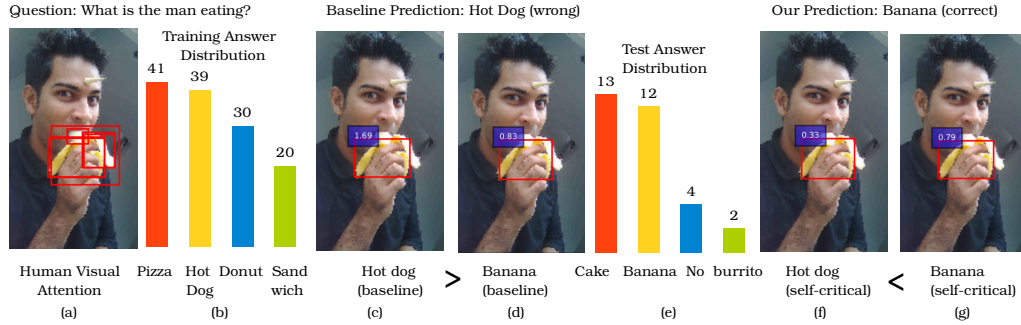 Question: What is the man eating?
Baseline Prediction: Hot Dog (wrong)
Our Prediction: Banana (correct)
Training Answer
Distribution
41
39
30
20
Pizza
Hot
Dog
Donut
Sand
wich
1.69
0.83
Test Answer
Distribution
13
12
4
2
Cake
Banana
No
burrito
0.33
0.79
Human Visual
Attention
Hot dog
(baseline)
>
Banana
(baseline)
Hot dog
(self-critical)
<
Banana
(self-critical)
(a)
(b)
(c)
(d)
(e)
(f)
(g)